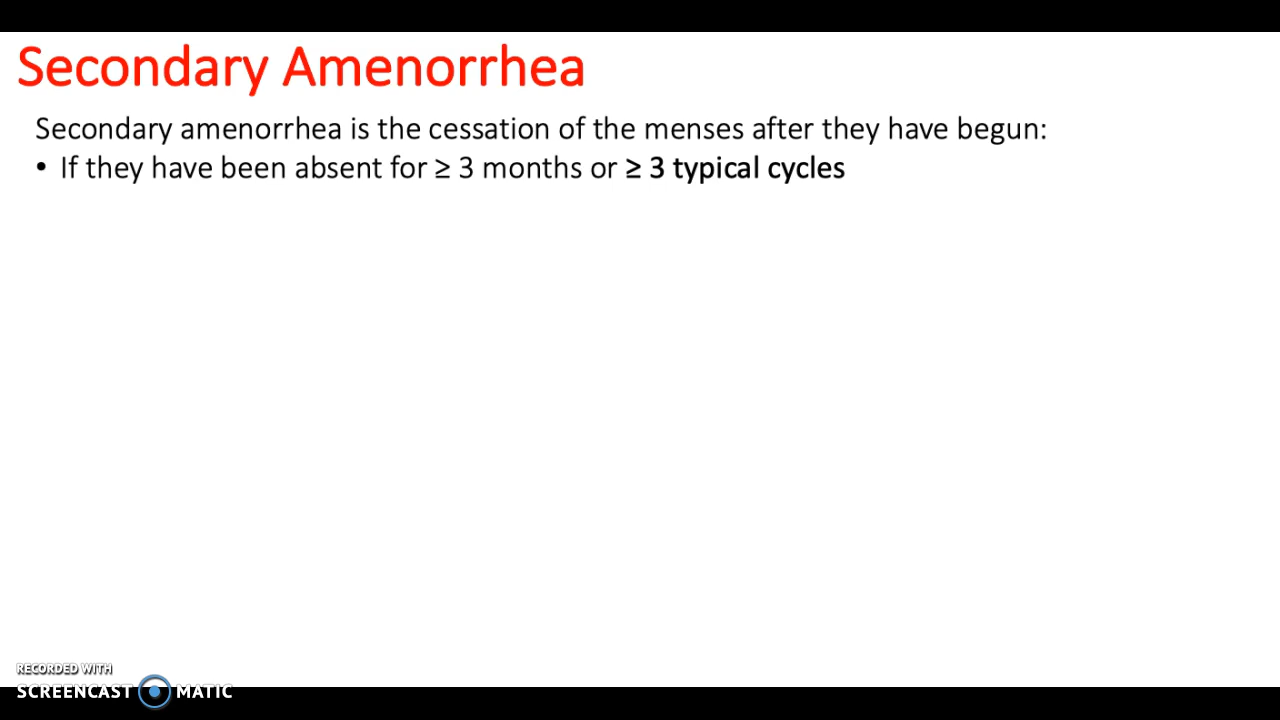 Secondary Amenorrhea
Secondary amenorrhea is the cessation of the menses after they have begun:
• If they have been absent for ≥ 3 months or ≥ 3 typical cycles
RECORDED WITH
SCREENCAST MATIC